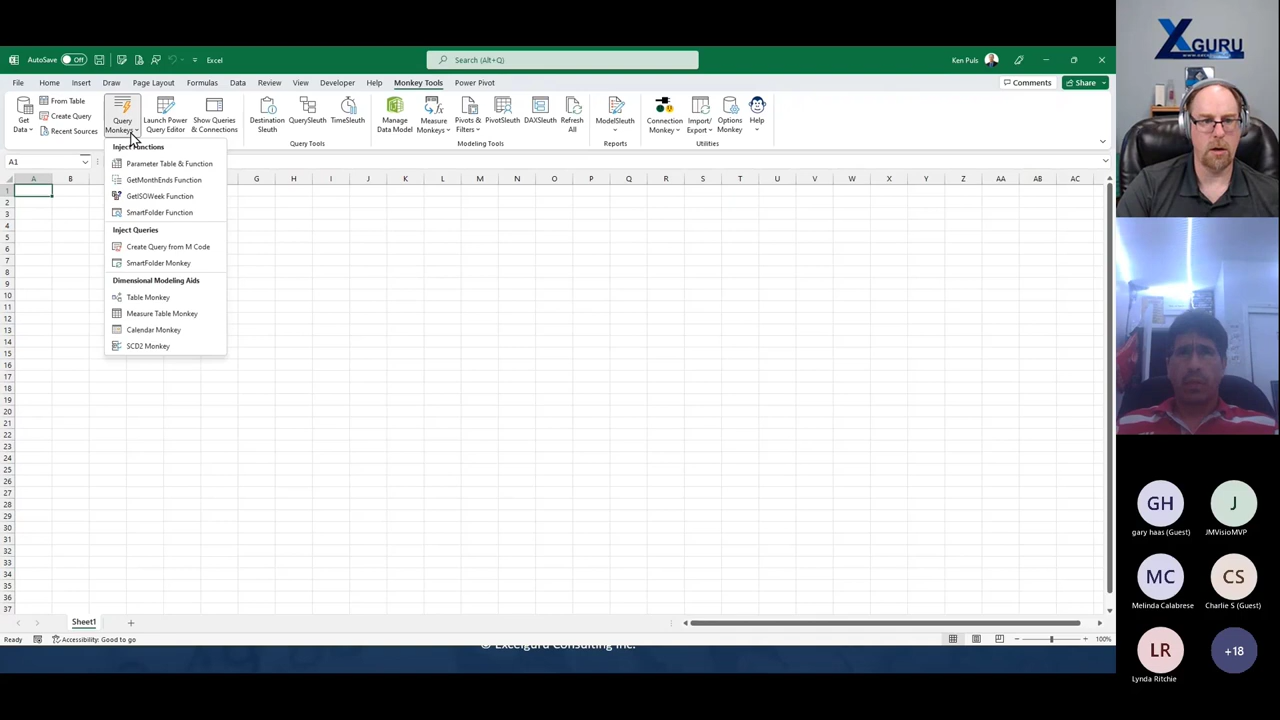 AutoSave Off Excel Search (Alt+Q) Ken Puls
File Home Insert Draw Page Layout Formulas Data Review View Developer Help Monkey Tools Power Pivot Comments Share
Get Data From Table Create Query Recent Sources Query Monkeys Launch Power Query Editor Show Queries & Connections Destination Sleuth QuerySleuth TimeSleuth Manage Data Model Measure Monkeys Pivots & Filters PivotSleuth DAXSleuth Refresh All ModelSleuth Connection Monkey Import/Export Options Monkey Help
Query Tools Modeling Tools Reports Utilities
A1
Inject Functions
Parameter Table & Function
GetMonthEnds Function
GetISOWeek Function
SmartFolder Function
Inject Queries
Create Query from M Code
SmartFolder Monkey
Dimensional Modeling Aids
Table Monkey
Measure Table Monkey
Calendar Monkey
SCD2 Monkey
A B G H I J K L M N O P Q R S T U V W X Y Z AA AB AC
1
2
3
4
5
6
7
8
9
10
11
12
13
14
15
16
17
18
19
20
21
22
23
24
25
26
27
28
29
30
31
32
33
34
35
36
37
Sheet1
Ready Accessibility: Good to go 100%
© Excelguru Consulting Inc.
XGURU
GH J
gary haas (Guest) JMVisioMVP
MC CS
Melinda Calabrese Charlie S (Guest)
LR +18
Lynda Ritchie